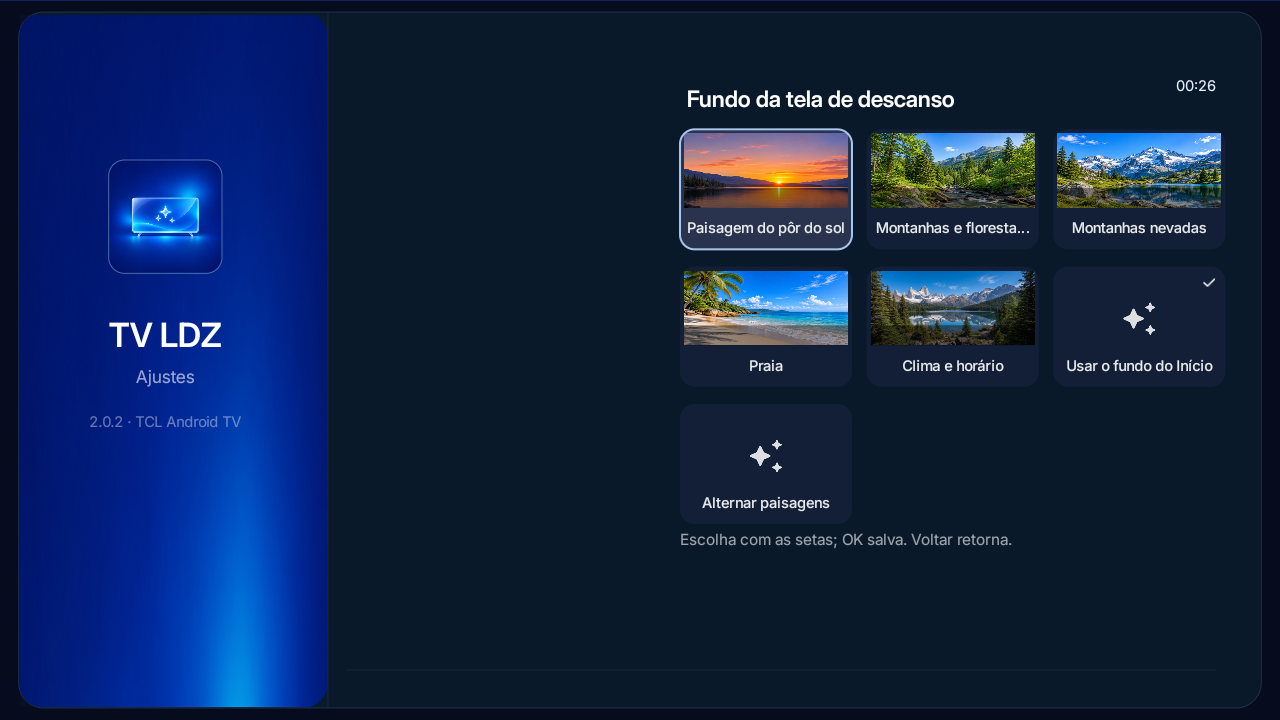 TV LDZ
Ajustes
2.0.2 · TCL Android TV
00:26
Fundo da tela de descanso
Paisagem do pôr do sol
Montanhas e floresta...
Montanhas nevadas
Praia
Clima e horário
Usar o fundo do Início
Alternar paisagens
Escolha com as setas; OK salva. Voltar retorna.